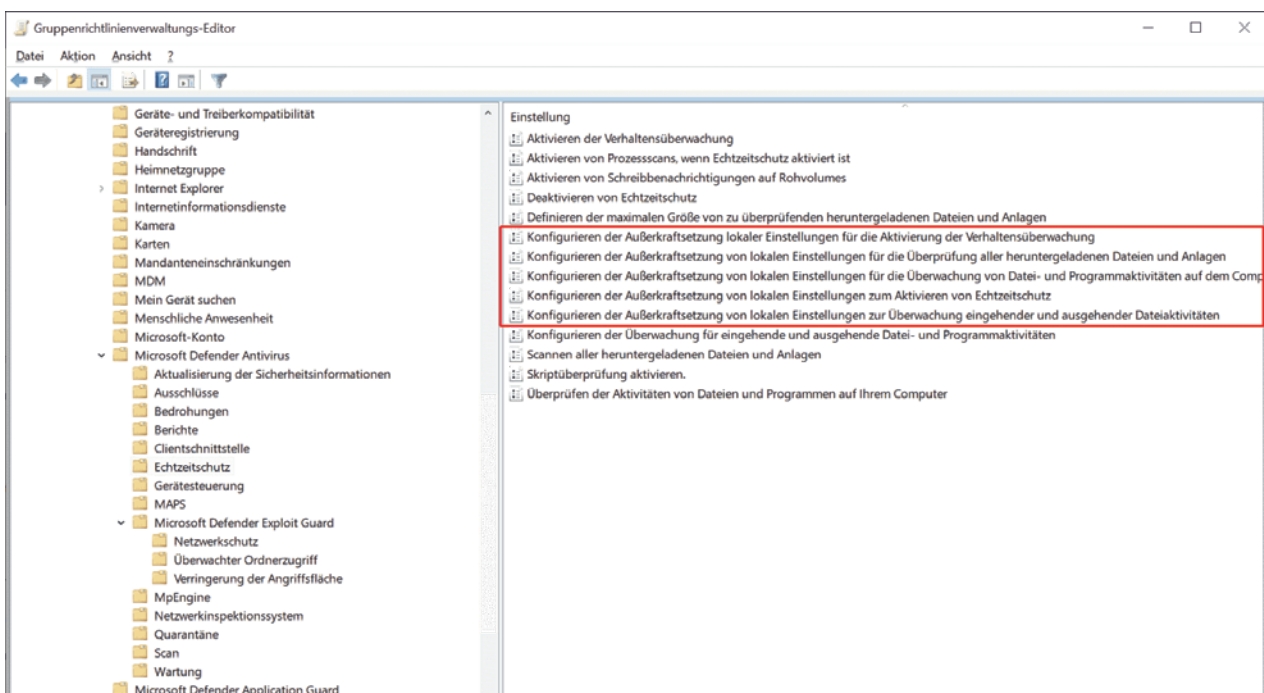 Gruppenrichtlinienverwaltungs-Editor
Datei Aktion Ansicht ?
Geräte- und Treiberkompatibilität
Geräteregistrierung
Handschrift
Heimnetzgruppe
Internet Explorer
Internetinformationsdienste
Kamera
Karten
Mandanteneinschränkungen
MDM
Mein Gerät suchen
Menschliche Anwesenheit
Microsoft-Konto
Microsoft Defender Antivirus
Aktualisierung der Sicherheitsinformationen
Ausschlüsse
Bedrohungen
Berichte
Clientschnittstelle
Echtzeitschutz
Gerätesteuerung
MAPS
Microsoft Defender Exploit Guard
Netzwerkschutz
Überwachter Ordnerzugriff
Verringerung der Angriffsfläche
MpEngine
Netzwerkinspektionssystem
Quarantäne
Scan
Wartung
Microsoft Defender Application Guard
Einstellung
Aktivieren der Verhaltensüberwachung
Aktivieren von Prozessscans, wenn Echtzeitschutz aktiviert ist
Aktivieren von Schreibbenachrichtigungen auf Rohvolumes
Deaktivieren von Echtzeitschutz
Definieren der maximalen Größe von zu überprüfenden heruntergeladenen Dateien und Anlagen
Konfigurieren der Außerkraftsetzung lokaler Einstellungen für die Aktivierung der Verhaltensüberwachung
Konfigurieren der Außerkraftsetzung von lokalen Einstellungen für die Überprüfung aller heruntergeladenen Dateien und Anlagen
Konfigurieren der Außerkraftsetzung von lokalen Einstellungen für die Überwachung von Datei- und Programmaktivitäten auf dem Comp
Konfigurieren der Außerkraftsetzung von lokalen Einstellungen zum Aktivieren von Echtzeitschutz
Konfigurieren der Außerkraftsetzung von lokalen Einstellungen zur Überwachung eingehender und ausgehender Dateiaktivitäten
Konfigurieren der Überwachung für eingehende und ausgehende Datei- und Programmaktivitäten
Scannen aller heruntergeladenen Dateien und Anlagen
Skriptüberprüfung aktivieren.
Überprüfen der Aktivitäten von Dateien und Programmen auf Ihrem Computer